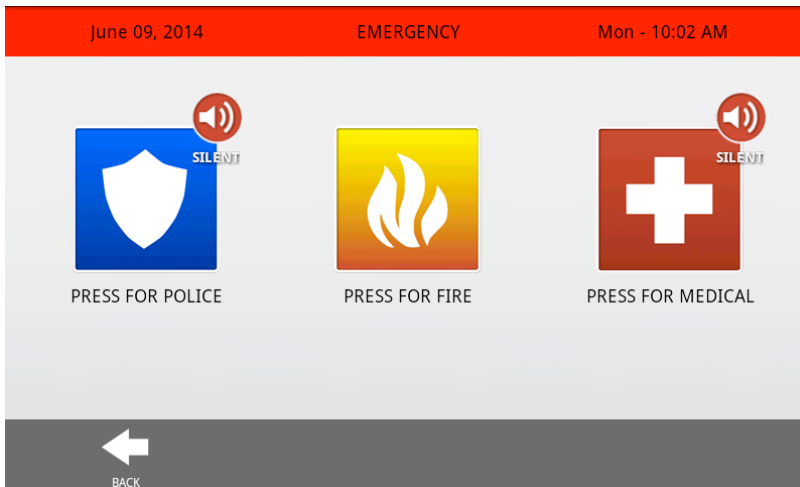 June 09, 2014 EMERGENCY Mon - 10:02 AM
SILENT SILENT
PRESS FOR POLICE PRESS FOR FIRE PRESS FOR MEDICAL
BACK